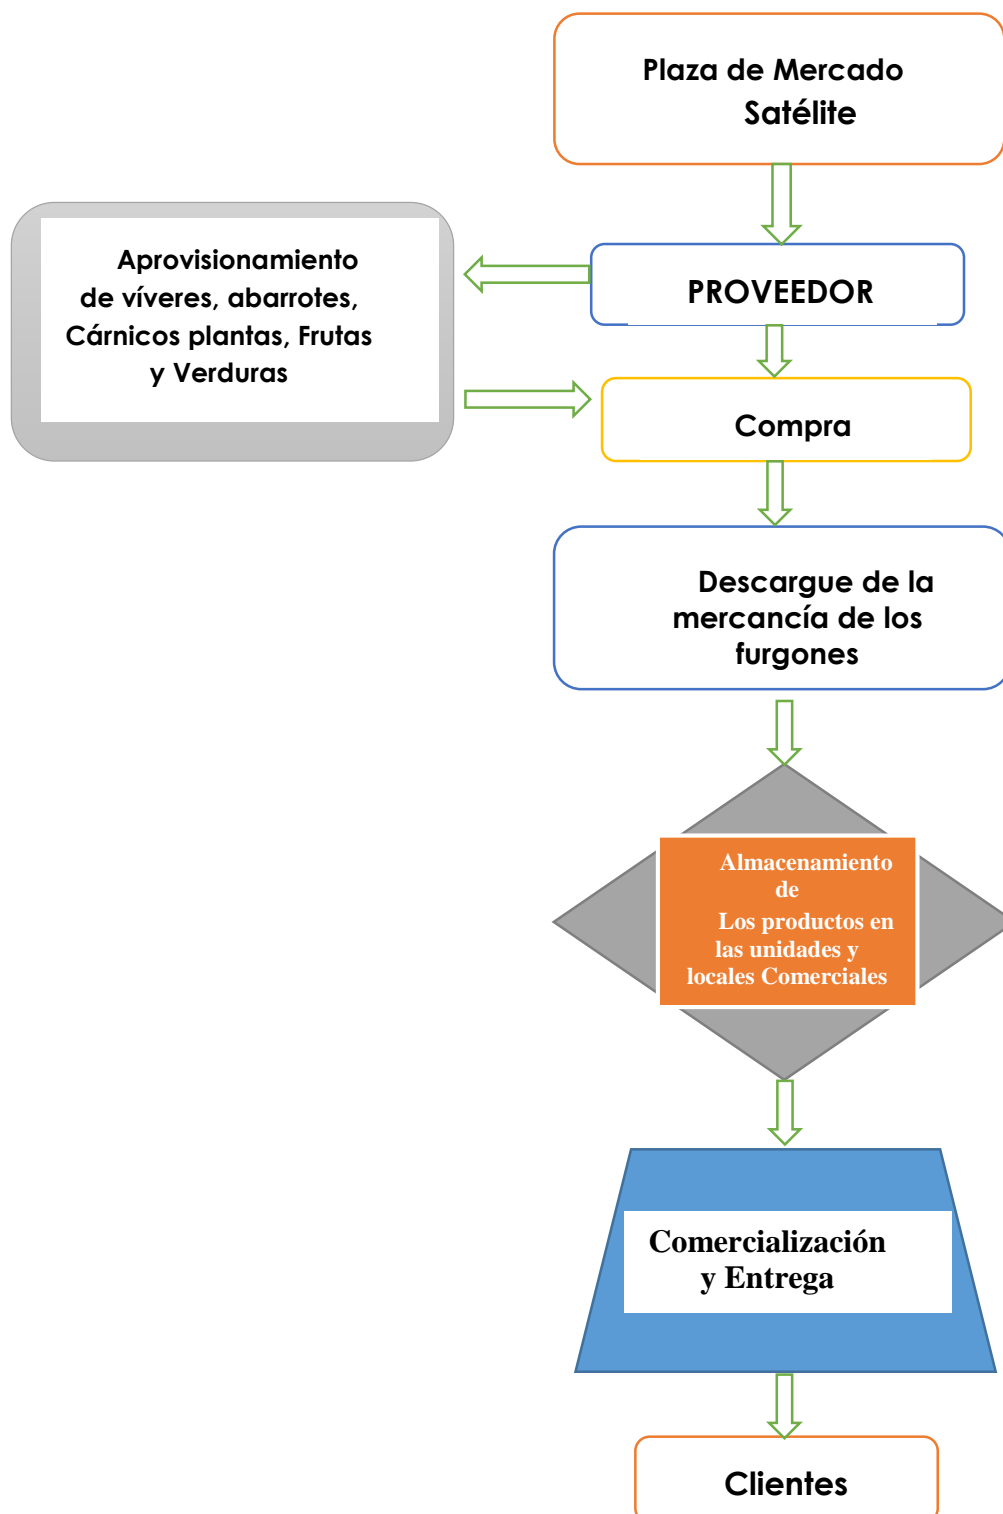 Plaza de Mercado
Satélite
PROVEEDOR
Aprovisionamiento
de víveres, abarrotes,
Cárnicos plantas, Frutas
y Verduras
Compra
Descargue de la
mercancía de los
furgones
Almacenamiento
de
Los productos en
las unidades y
locales Comerciales
Comercialización
y Entrega
Clientes